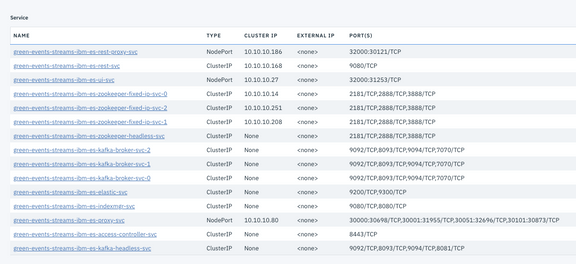 Service
NAME TYPE CLUSTER IP EXTERNAL IP PORT(S)
green-events-streams-ibm-es-rest-proxy-svc NodePort 10.10.10.186 <none> 32000:30121/TCP
green-events-streams-ibm-es-rest-svc ClusterIP 10.10.10.168 <none> 9080/TCP
green-events-streams-ibm-es-ui-svc NodePort 10.10.10.27 <none> 32000:31253/TCP
green-events-streams-ibm-es-zookeeper-fixed-ip-svc-0 ClusterIP 10.10.10.14 <none> 2181/TCP,2888/TCP,3888/TCP
green-events-streams-ibm-es-zookeeper-fixed-ip-svc-2 ClusterIP 10.10.10.251 <none> 2181/TCP,2888/TCP,3888/TCP
green-events-streams-ibm-es-zookeeper-fixed-ip-svc-1 ClusterIP 10.10.10.208 <none> 2181/TCP,2888/TCP,3888/TCP
green-events-streams-ibm-es-zookeeper-headless-svc ClusterIP None <none> 2181/TCP,2888/TCP,3888/TCP
green-events-streams-ibm-es-kafka-broker-svc-2 ClusterIP None <none> 9092/TCP,8093/TCP,9094/TCP,7070/TCP
green-events-streams-ibm-es-kafka-broker-svc-1 ClusterIP None <none> 9092/TCP,8093/TCP,9094/TCP,7070/TCP
green-events-streams-ibm-es-kafka-broker-svc-0 ClusterIP None <none> 9092/TCP,8093/TCP,9094/TCP,7070/TCP
green-events-streams-ibm-es-elastic-svc ClusterIP None <none> 9200/TCP,9300/TCP
green-events-streams-ibm-es-indexmgr-svc ClusterIP None <none> 9080/TCP,8080/TCP
green-events-streams-ibm-es-proxy-svc NodePort 10.10.10.80 <none> 30000:30698/TCP,30001:31955/TCP,30051:32696/TCP,30101:30873/TCP
green-events-streams-ibm-es-access-controller-svc ClusterIP None <none> 8443/TCP
green-events-streams-ibm-es-kafka-headless-svc ClusterIP None <none> 9092/TCP,8093/TCP,9094/TCP,8081/TCP